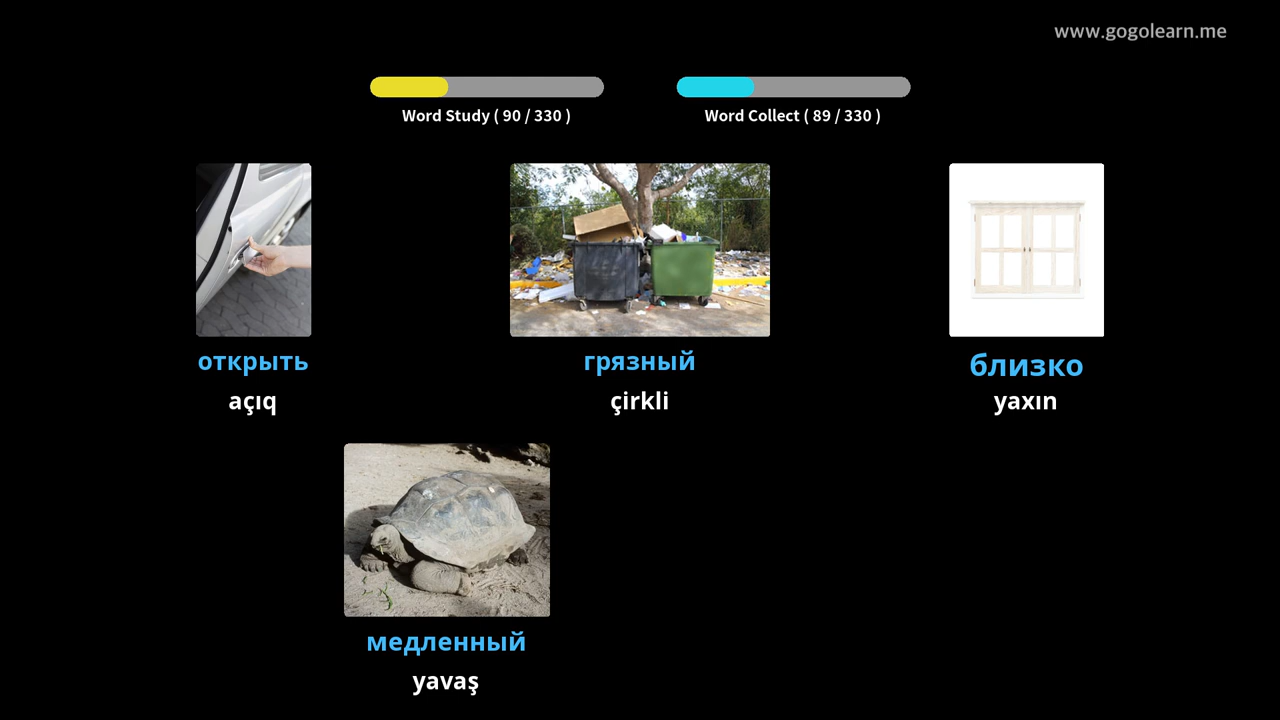 www.gogolearn.me
Word Study ( 90 / 330 )
Word Collect ( 89 / 330 )
открыть
грязный
близко
açıq
çirkli
yaxın
медленный
yavaş